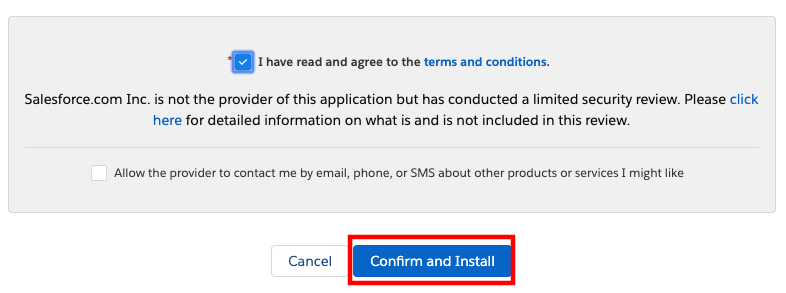 * I have read and agree to the terms and conditions.
Salesforce.com Inc. is not the provider of this application but has conducted a limited security review. Please click
here for detailed information on what is and is not included in this review.
Allow the provider to contact me by email, phone, or SMS about other products or services I might like
Cancel Confirm and Install